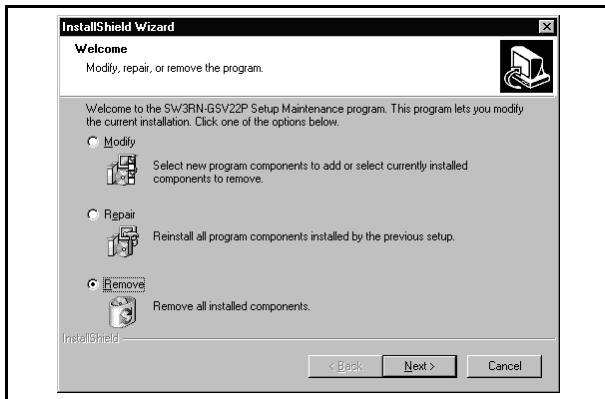 InstallShield Wizard
Welcome
Modify, repair, or remove the program.
Welcome to the SW3RN-GSV22P Setup Maintenance program. This program lets you modify
the current installation. Click one of the options below.
Modify
Select new program components to add or select currently installed
components to remove.
Repair
Reinstall all program components installed by the previous setup.
Remove
Remove all installed components.
InstallShield
< Back Next > Cancel